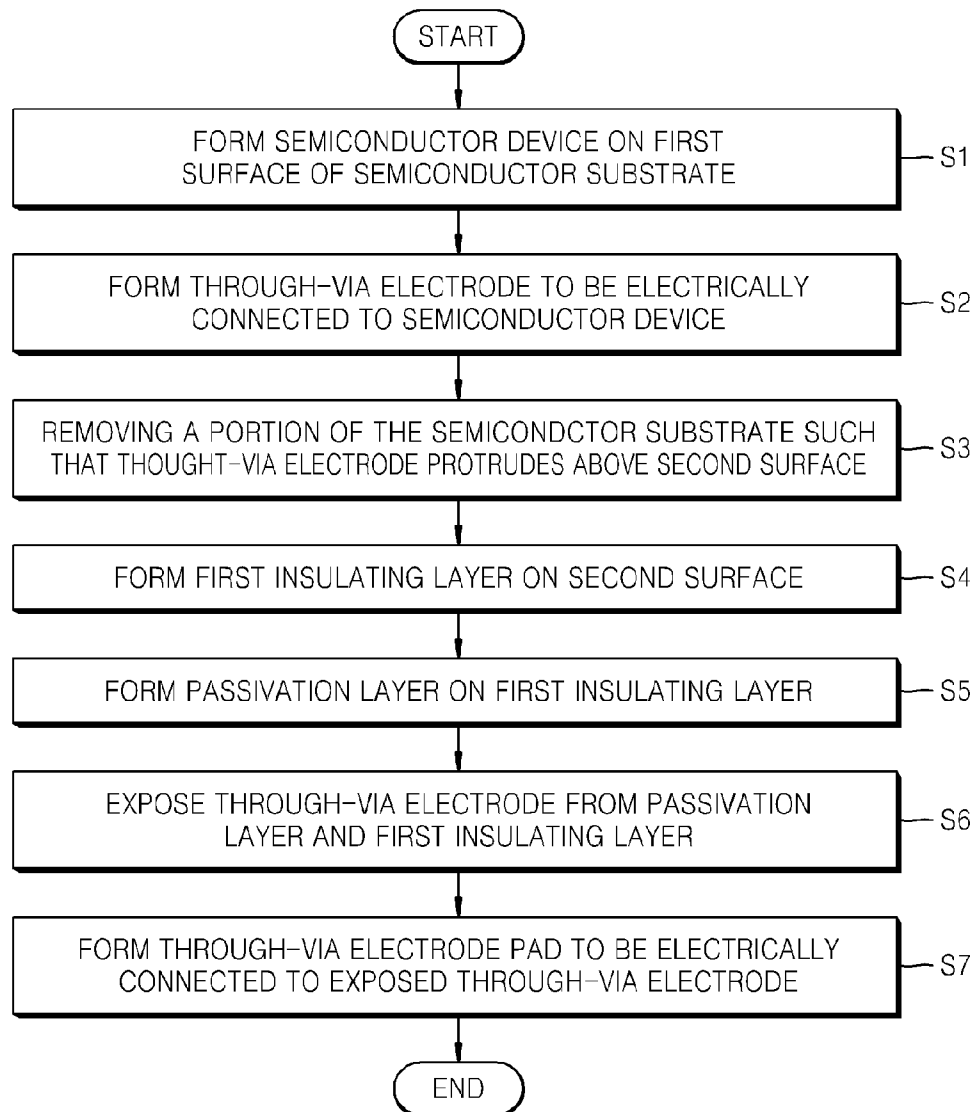 START
FORM SEMICONDUCTOR DEVICE ON FIRST
SURFACE OF SEMICONDUCTOR SUBSTRATE
S1
FORM THROUGH-VIA ELECTRODE TO BE ELECTRICALLY
CONNECTED TO SEMICONDUCTOR DEVICE
S2
REMOVING A PORTION OF THE SEMICONDCTOR SUBSTRATE SUCH
THAT THOUGHT-VIA ELECTRODE PROTRUDES ABOVE SECOND SURFACE
S3
FORM FIRST INSULATING LAYER ON SECOND SURFACE
S4
FORM PASSIVATION LAYER ON FIRST INSULATING LAYER
S5
EXPOSE THROUGH-VIA ELECTRODE FROM PASSIVATION
LAYER AND FIRST INSULATING LAYER
S6
FORM THROUGH-VIA ELECTRODE PAD TO BE ELECTRICALLY
CONNECTED TO EXPOSED THROUGH-VIA ELECTRODE
S7
END